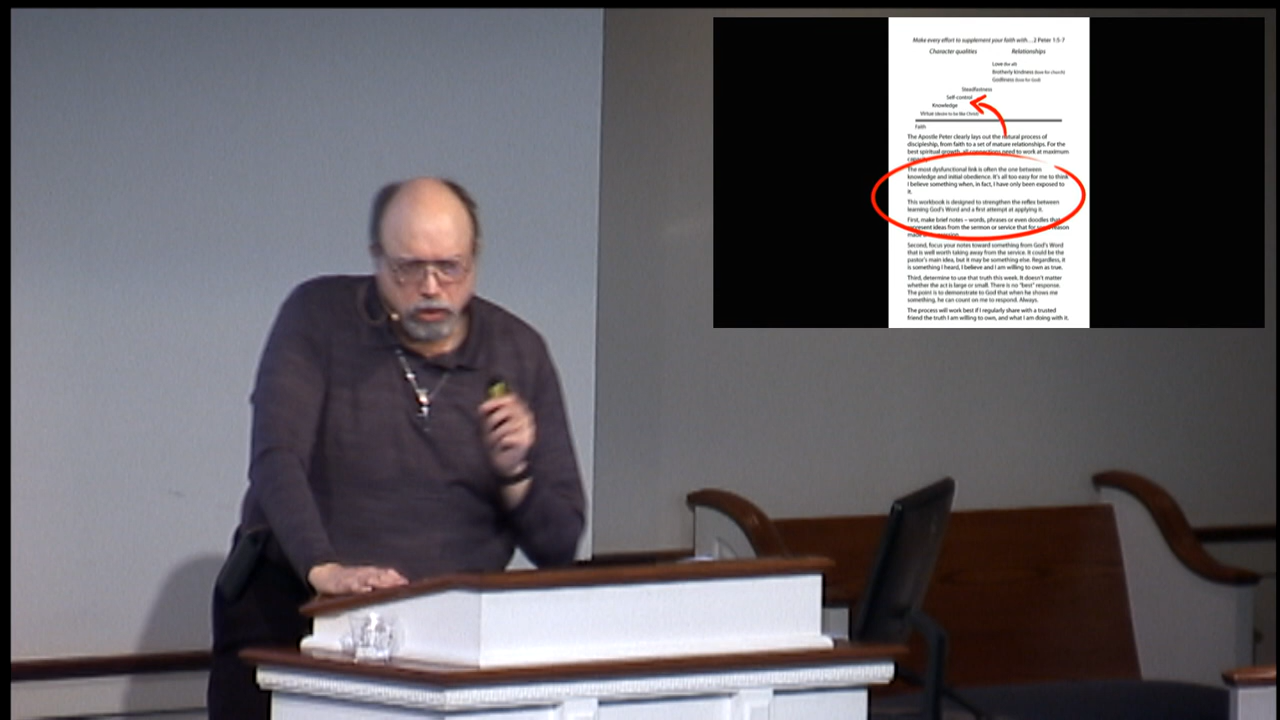 Make every effort to supplement your faith with…2 Peter 1:5-7
Character qualities Relationships
Love (for all)
Brotherly kindness (love for church)
Godliness (love for God)
Steadfastness
Self control
Knowledge
Virtue (desire to be like Christ)
Faith
The Apostle Peter clearly lays out the natural process of
discipleship, from faith to a set of mature relationships. For the
best spiritual growth, all connections need to work at maximum
The most dysfunctional link is often the one between
knowledge and initial obedience. It's all too easy for me to think
I believe something when, in fact, I have only been exposed to
it.
This workbook is designed to strengthen the reflex between
learning God's Word and a first attempt at applying it.
First, make brief notes – words, phrases or even doodles that
represent ideas from the sermon or service that for some reason
Second, focus your notes toward something from God's Word
that is well worth taking away from the service. It could be the
pastor's main idea, but it may be something else. Regardless, it
is something I heard, I believe and I am willing to own as true.
Third, determine to use that truth this week. It doesn't matter
whether the act is large or small. There is no "best" response.
The point is to demonstrate to God that when he shows me
something, he can count on me to respond. Always.
The process will work best if I regularly share with a trusted
friend the truth I am willing to own, and what I am doing with it.